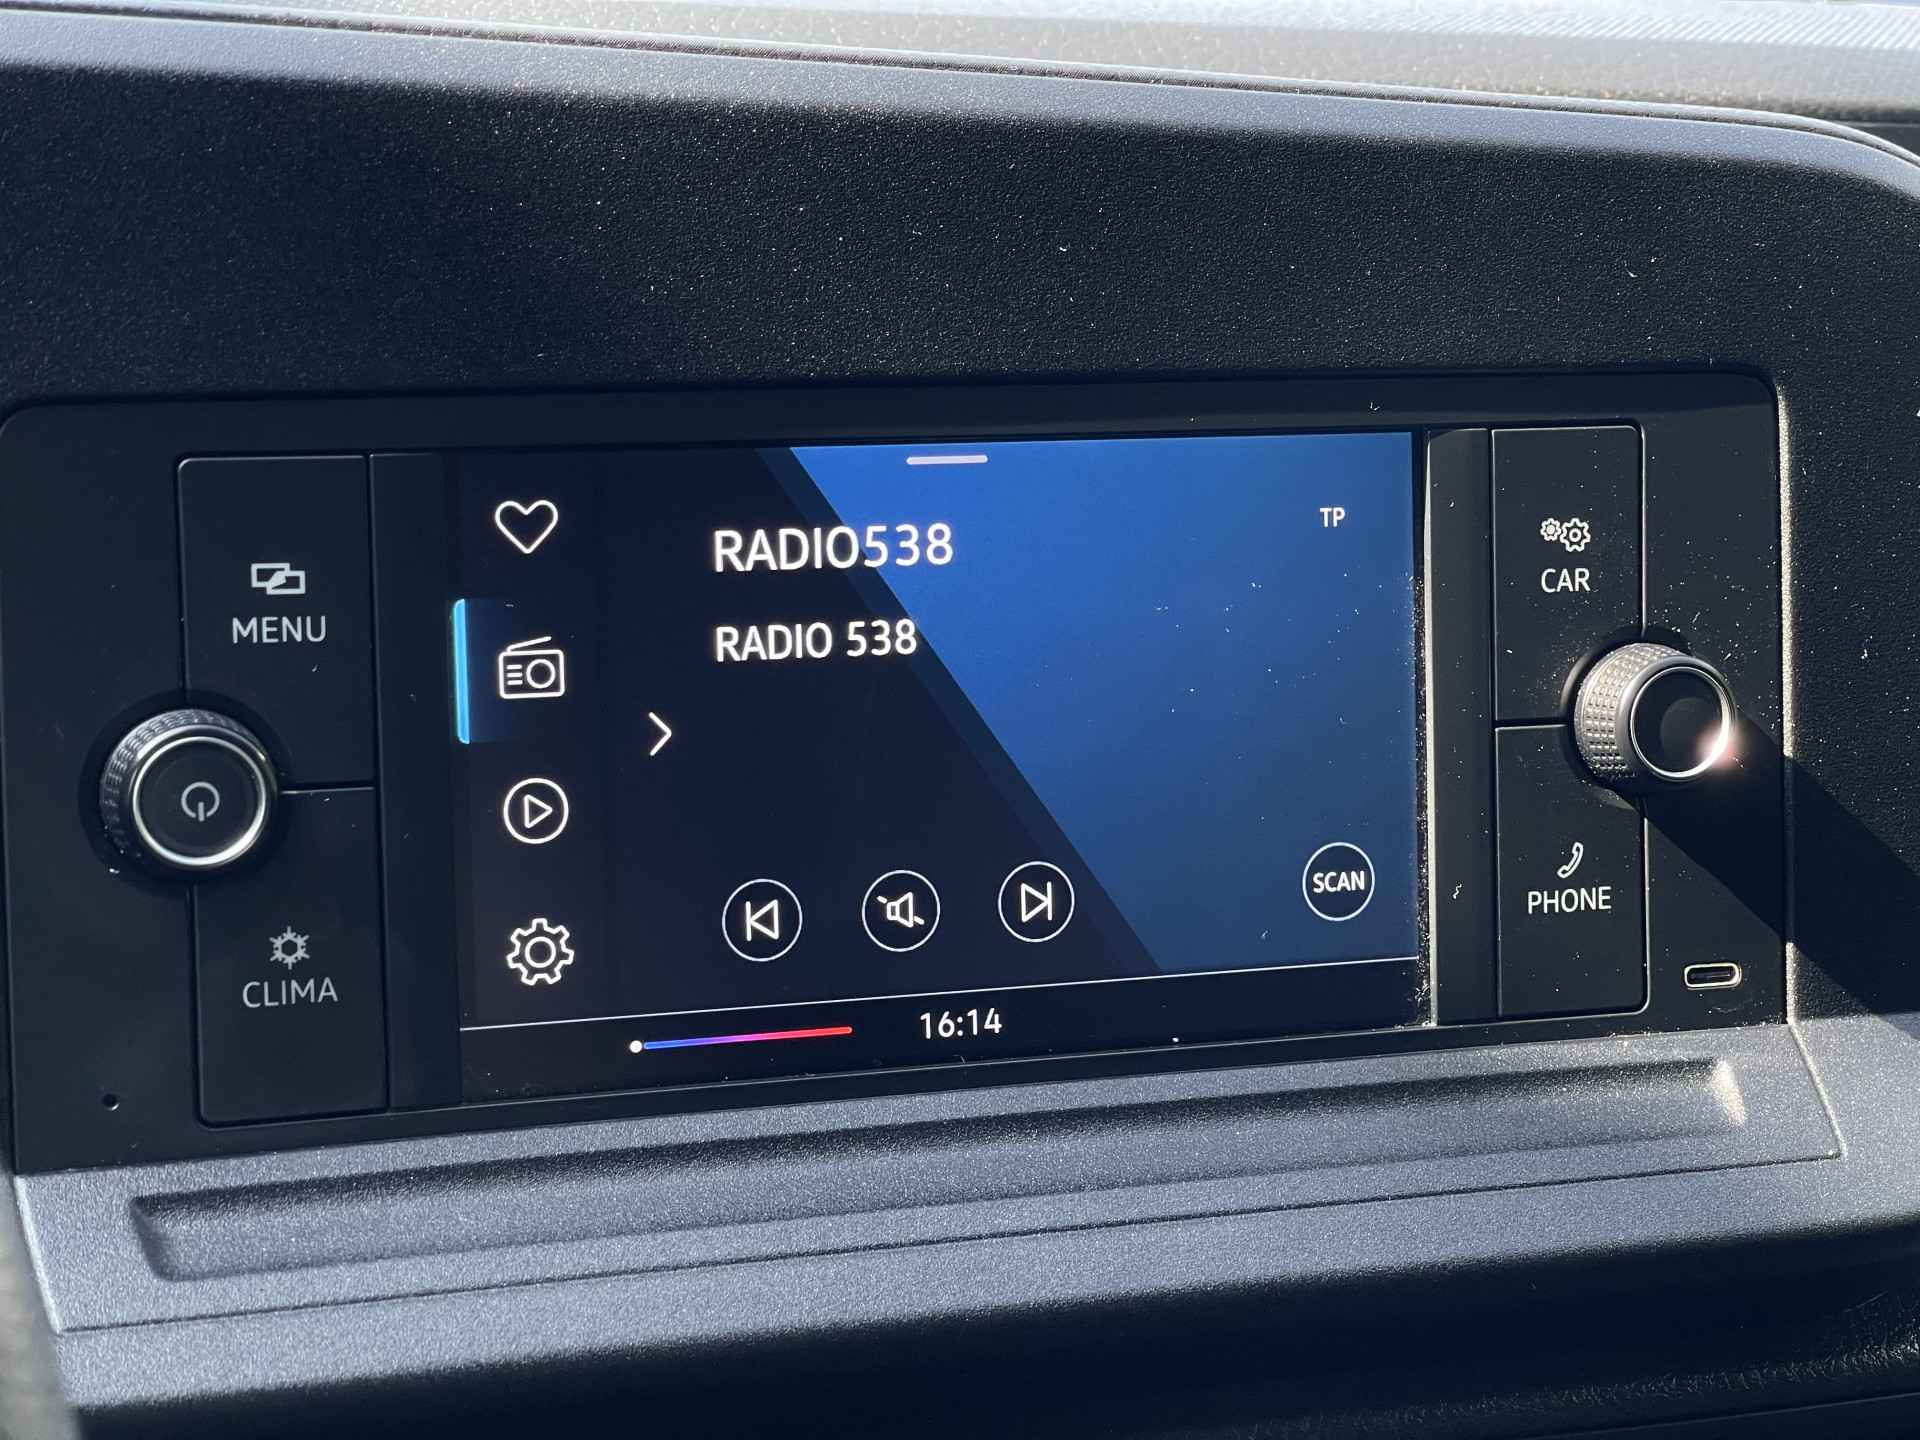 RADIO538
TP
RADIO 538
MENU
CAR
CLIMA
PHONE
SCAN
16:14